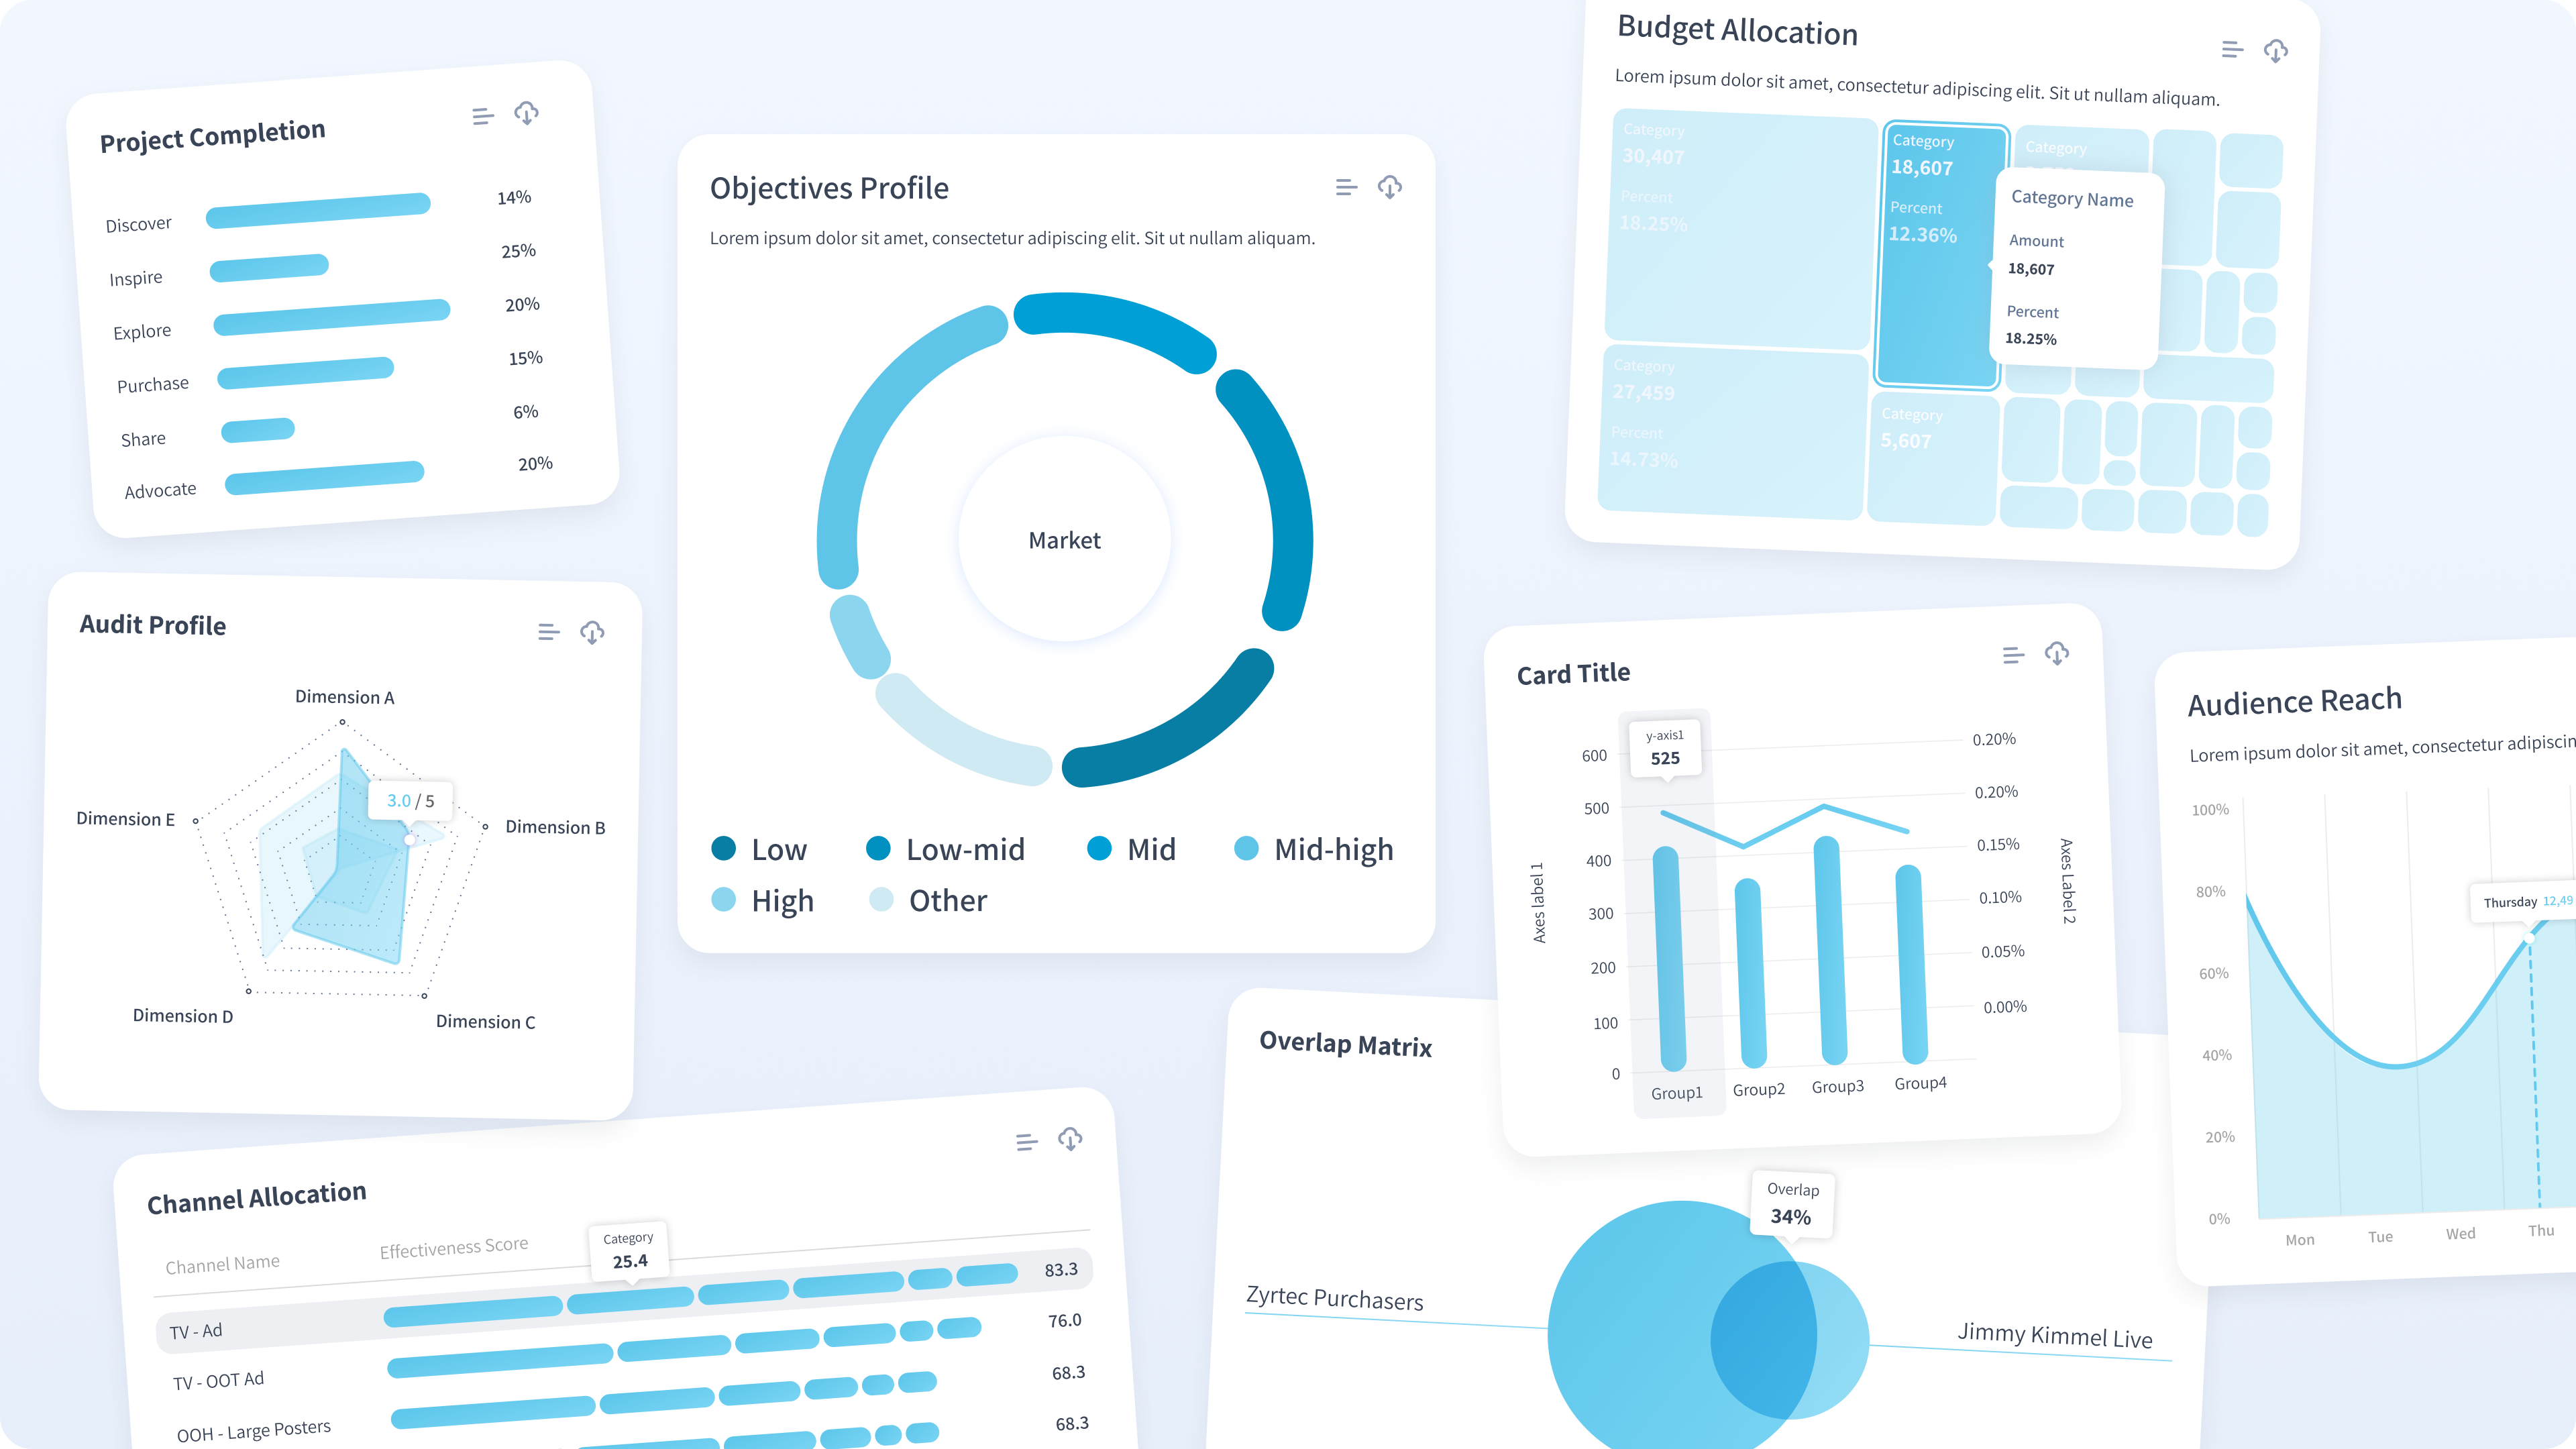 Project Completion
Discover 14%
Inspire 25%
Explore 20%
Purchase 15%
Share 6%
Advocate 20%
Objectives Profile
Lorem ipsum dolor sit amet, consectetur adipiscing elit. Sit ut nullam aliquam.
Market
Low Low-mid Mid Mid-high
High Other
Budget Allocation
Lorem ipsum dolor sit amet, consectetur adipiscing elit. Sit ut nullam aliquam.
Category
30,407
Percent
18.25%
Category
18,607
Percent
12.36%
Category
Category Name
Amount
18,607
Percent
18.25%
Category
27,459
Percent
14.73%
Category
5,607
Audit Profile
Dimension A
3.0 / 5
Dimension E
Dimension B
Dimension D
Dimension C
Card Title
y-axis1
525
600 0.20%
500 0.20%
400 0.15%
300 0.10%
200 0.05%
100 0.00%
0
Axes label 1
Axes Label 2
Group1 Group2 Group3 Group4
Audience Reach
Lorem ipsum dolor sit amet, consectetur adipiscin
100%
80%
Thursday 12,49
60%
40%
20%
0%
Mon Tue Wed Thu
Channel Allocation
Channel Name Effectiveness Score
Category
25.4
TV - Ad 83.3
TV - OOT Ad 76.0
OOH - Large Posters 68.3
68.3
Overlap Matrix
Overlap
34%
Zyrtec Purchasers
Jimmy Kimmel Live